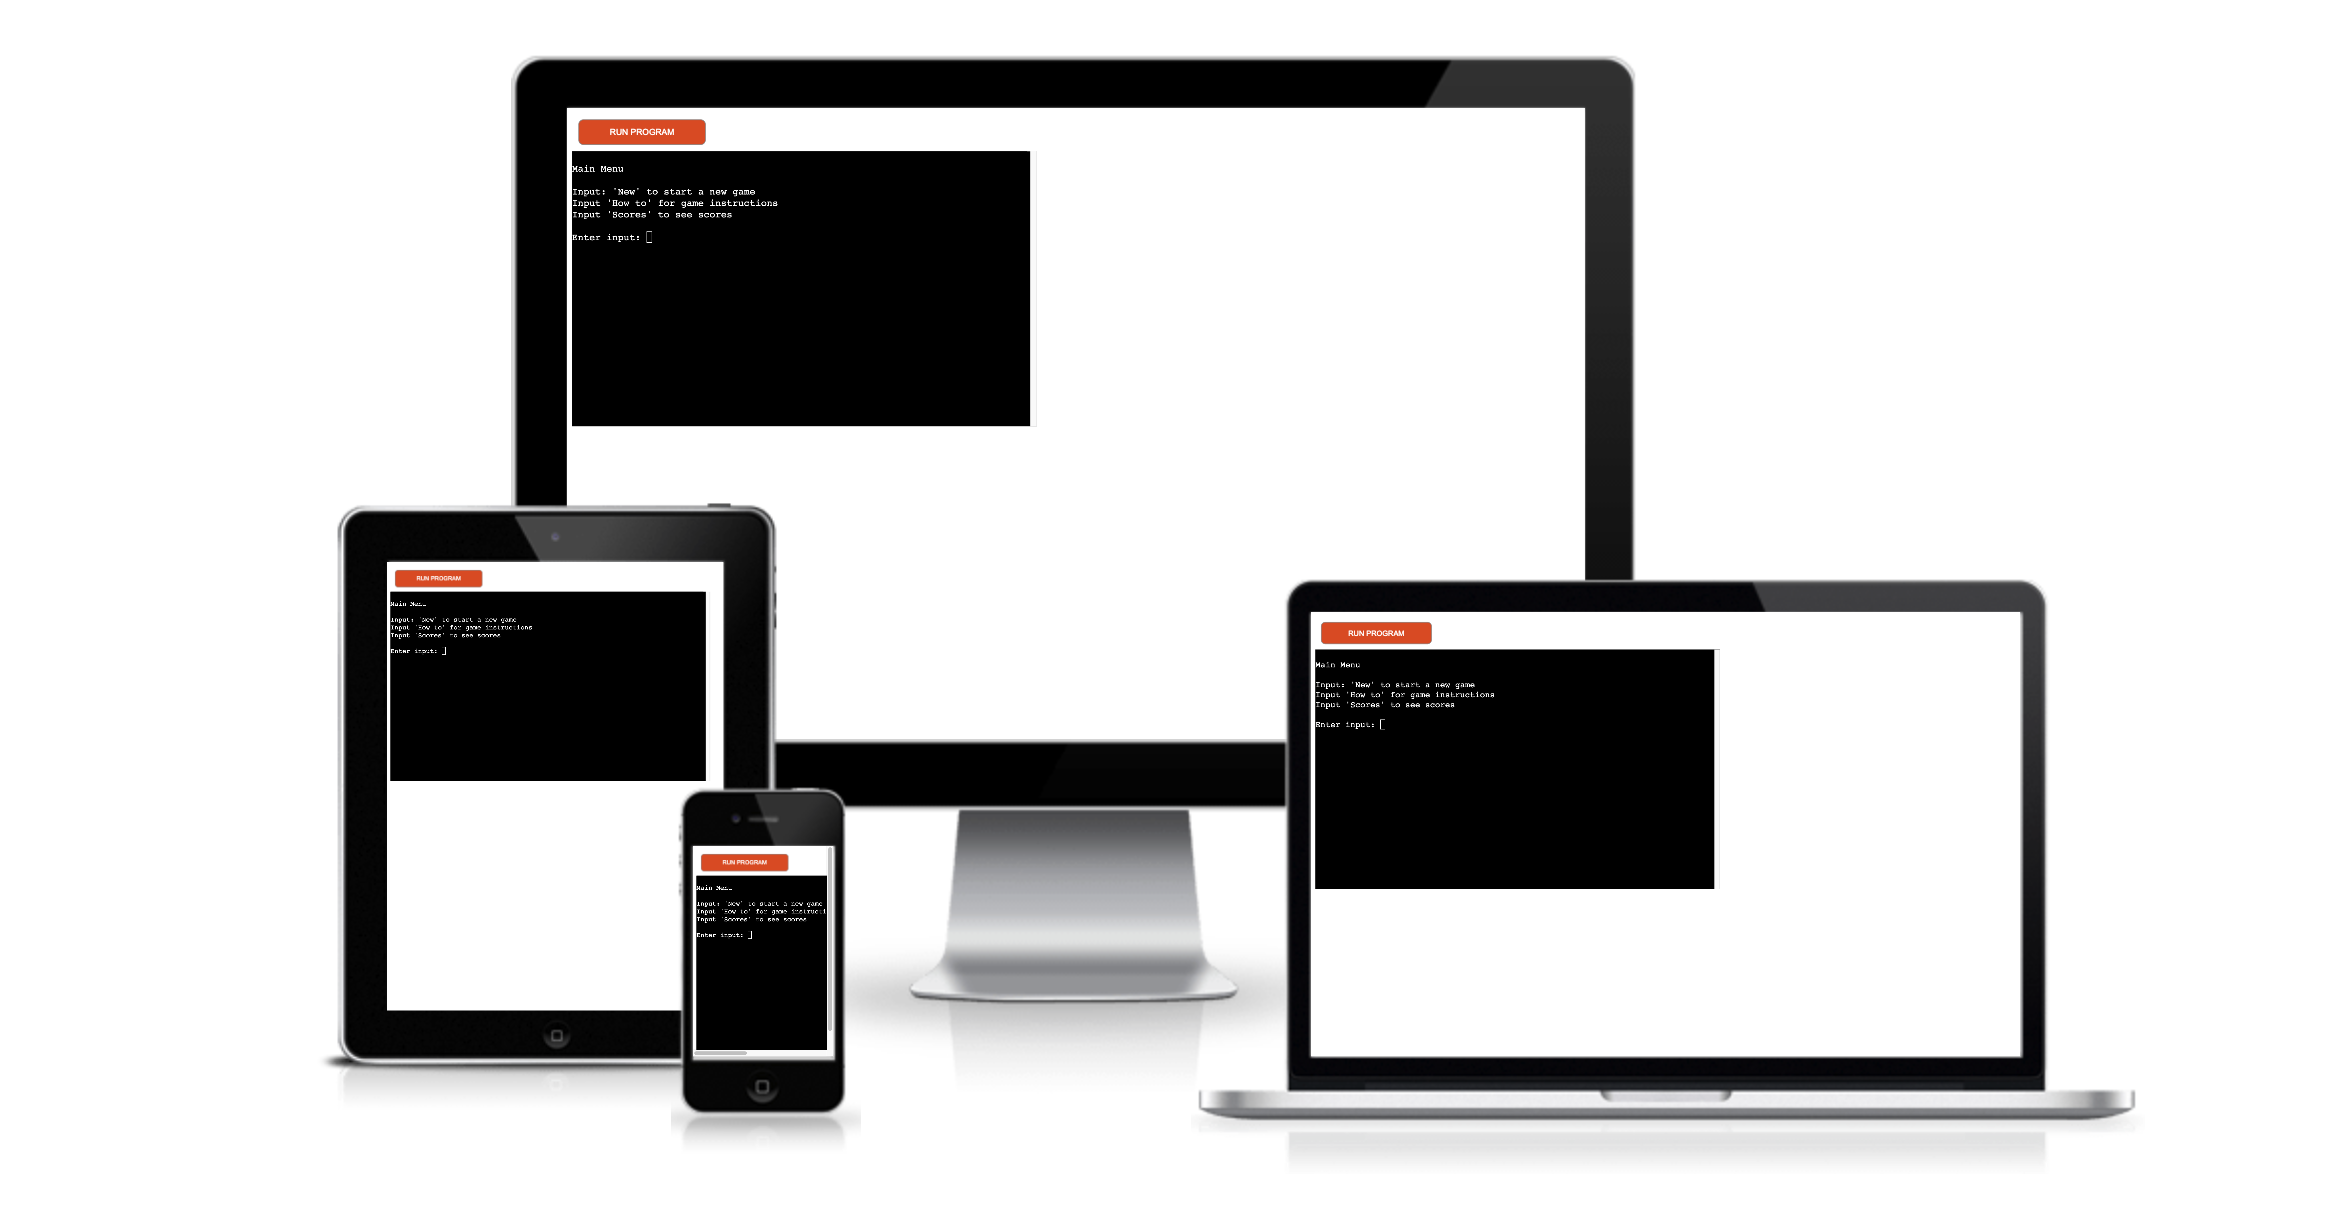 RUN PROGRAM
Main Menu
Input: 'New' to start a new game
Input 'How to' for game instructions
Input 'Scores' to see scores
Enter input:
RUN PROGRAM
Main Menu
Input: 'New' to start a new game
Input 'How to' for game instructions
Input 'Scores' to see scores
Enter input:
RUN PROGRAM
Main Menu
Input: 'New' to start a new game
Input 'How to' for game instructions
Input 'Scores' to see scores
Enter input:
RUN PROGRAM
Main Menu
Input: 'New' to start a new game
Input 'How to' for game instructi
Input 'Scores' to see scores
Enter input: